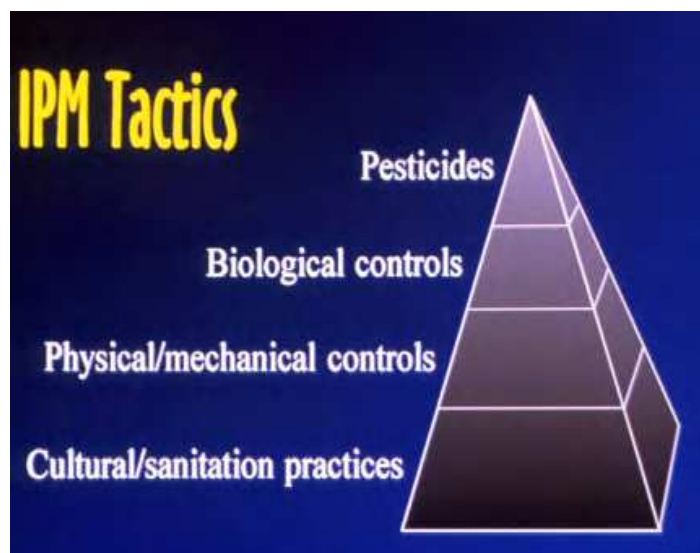 IPM Tactics
Pesticides
Biological controls
Physical/mechanical controls
Cultural/sanitation practices